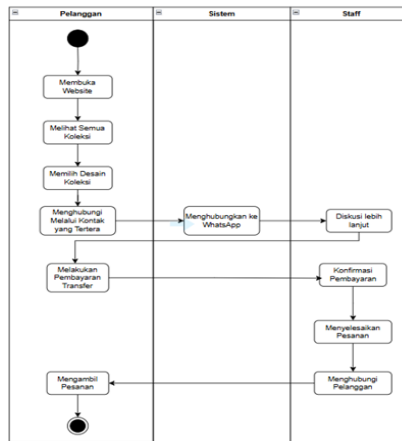 Pelanggan
Sistem
Staff
Membuka
Website
Melihat Semua
Koleksi
Memilih Desain
Koleksi
Menghubungi
Melalui Kontak
yang Tertera
Menghubungkan ke
WhatsApp
Diskusi lebih
lanjut
Melakukan
Pembayaran
Transfer
Konfirmasi
Pembayaran
Menyelesaikan
Pesanan
Mengambil
Pesanan
Menghubungi
Pelanggan